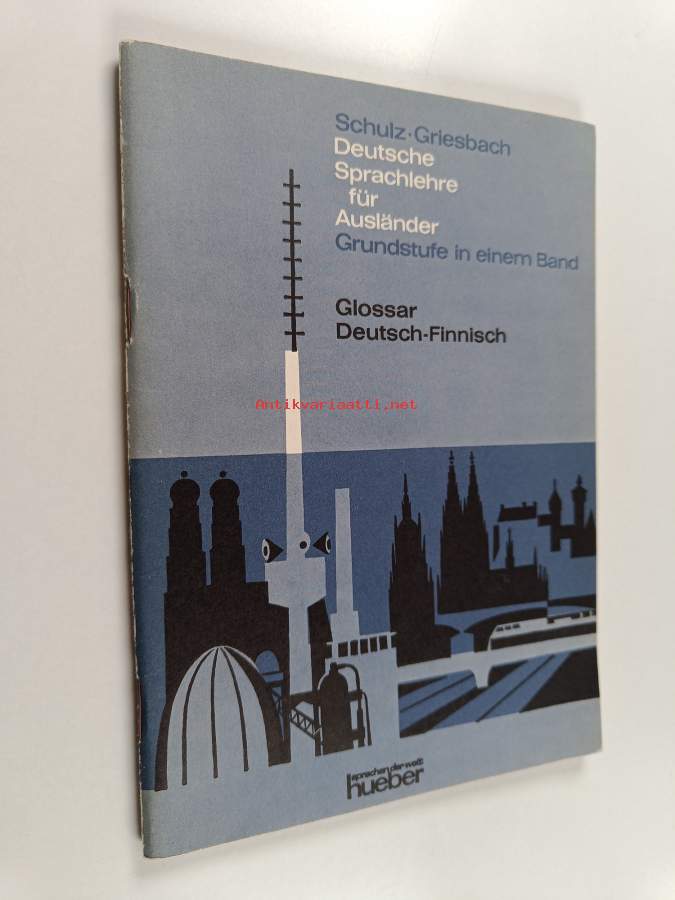 Schulz·Griesbach
Deutsche
Sprachlehre
für
Ausländer
Grundstufe in einem Band
Glossar
Deutsch-Finnisch
Antikvariaatti.net
sprachen der welt
hueber